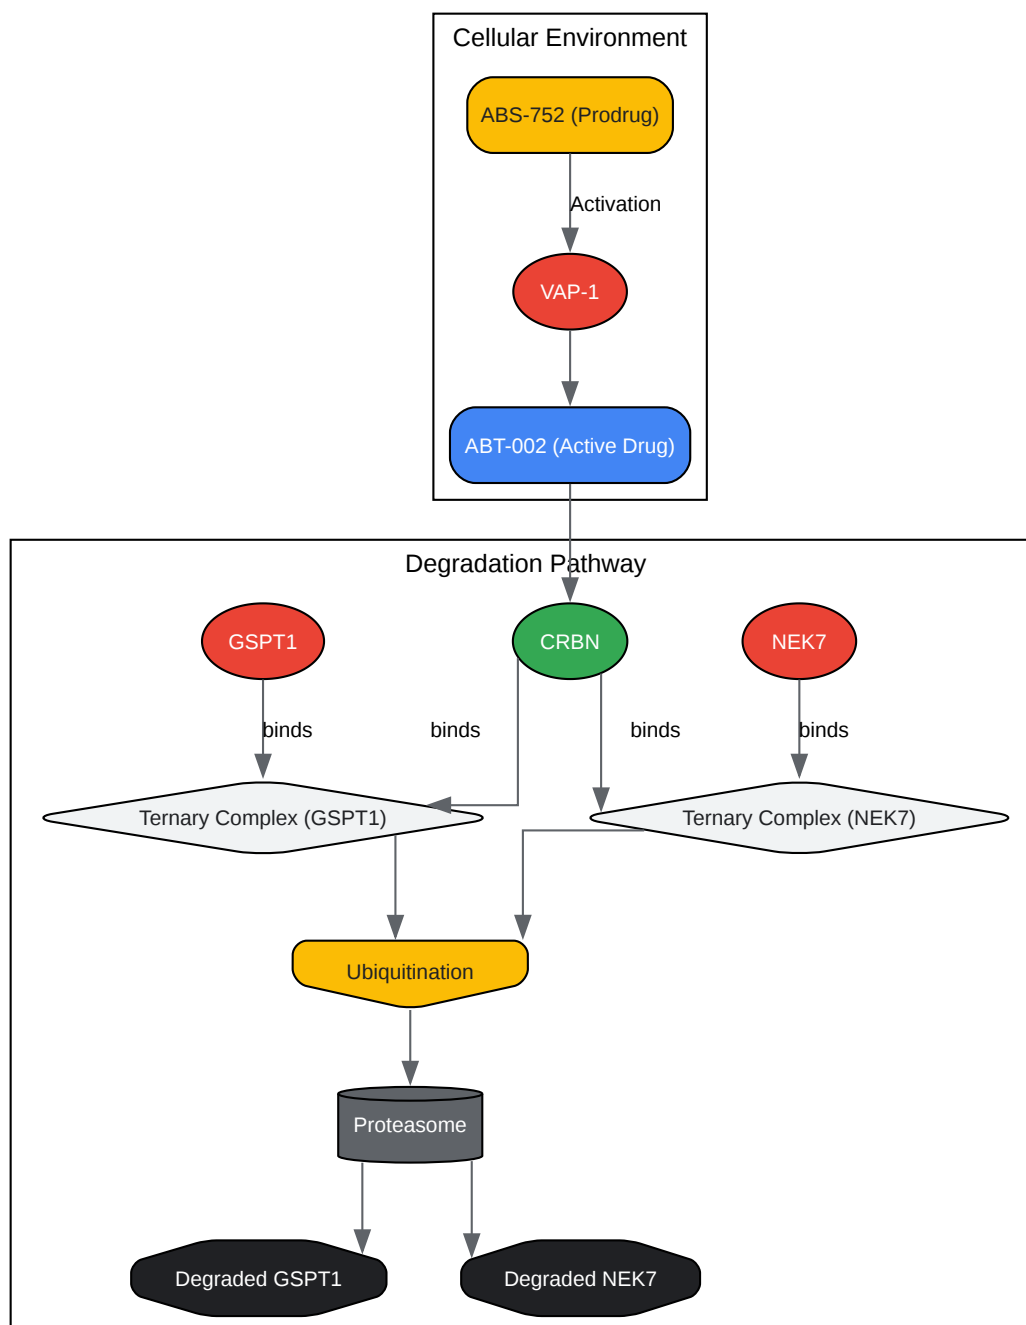 Cellular Environment
ABS-752 (Prodrug)
Activation
VAP-1
ABT-002 (Active Drug)
Degradation Pathway
GSPT1
CRBN
NEK7
binds
binds
binds
binds
Ternary Complex (GSPT1)
Ternary Complex (NEK7)
Ubiquitination
Proteasome
Degraded GSPT1
Degraded NEK7